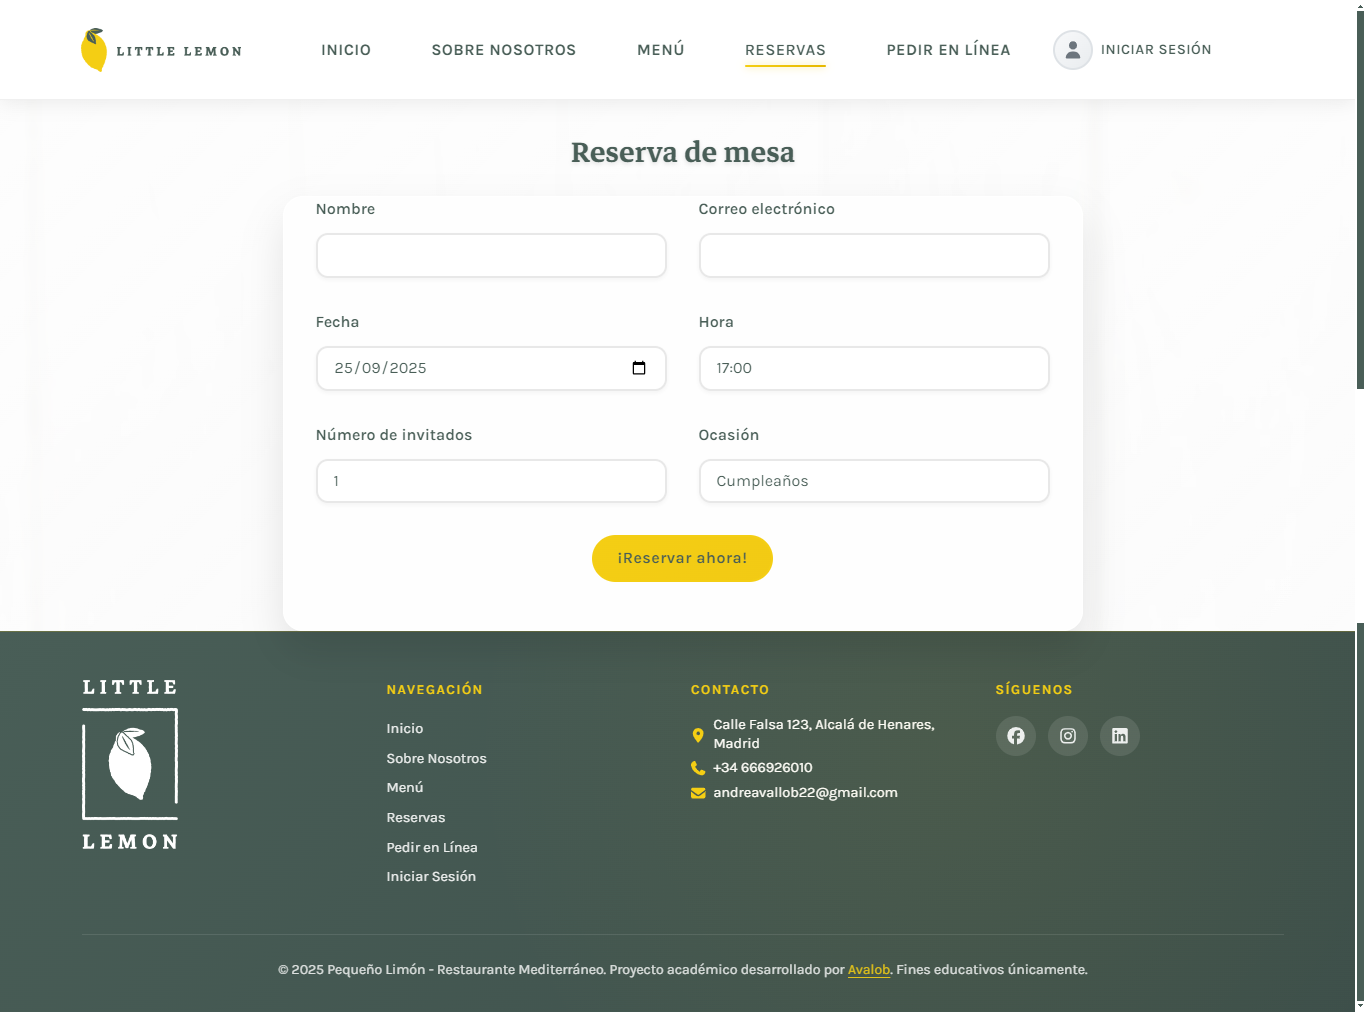 LITTLE LEMON
INICIO
SOBRE NOSOTROS
MENÚ
RESERVAS
PEDIR EN LÍNEA
INICIAR SESIÓN
Reserva de mesa
Nombre
Correo electrónico
Fecha
Hora
25/09/2025
17:00
Número de invitados
Ocasión
1
Cumpleaños
¡Reservar ahora!
LITTLE
LEMON
NAVEGACIÓN
Inicio
Sobre Nosotros
Menú
Reservas
Pedir en Línea
Iniciar Sesión
CONTACTO
Calle Falsa 123, Alcalá de Henares,
Madrid
+34 666926010
andreavallob22@gmail.com
SÍGUENOS
© 2025 Pequeño Limón - Restaurante Mediterráneo. Proyecto académico desarrollado por Avalob. Fines educativos únicamente.